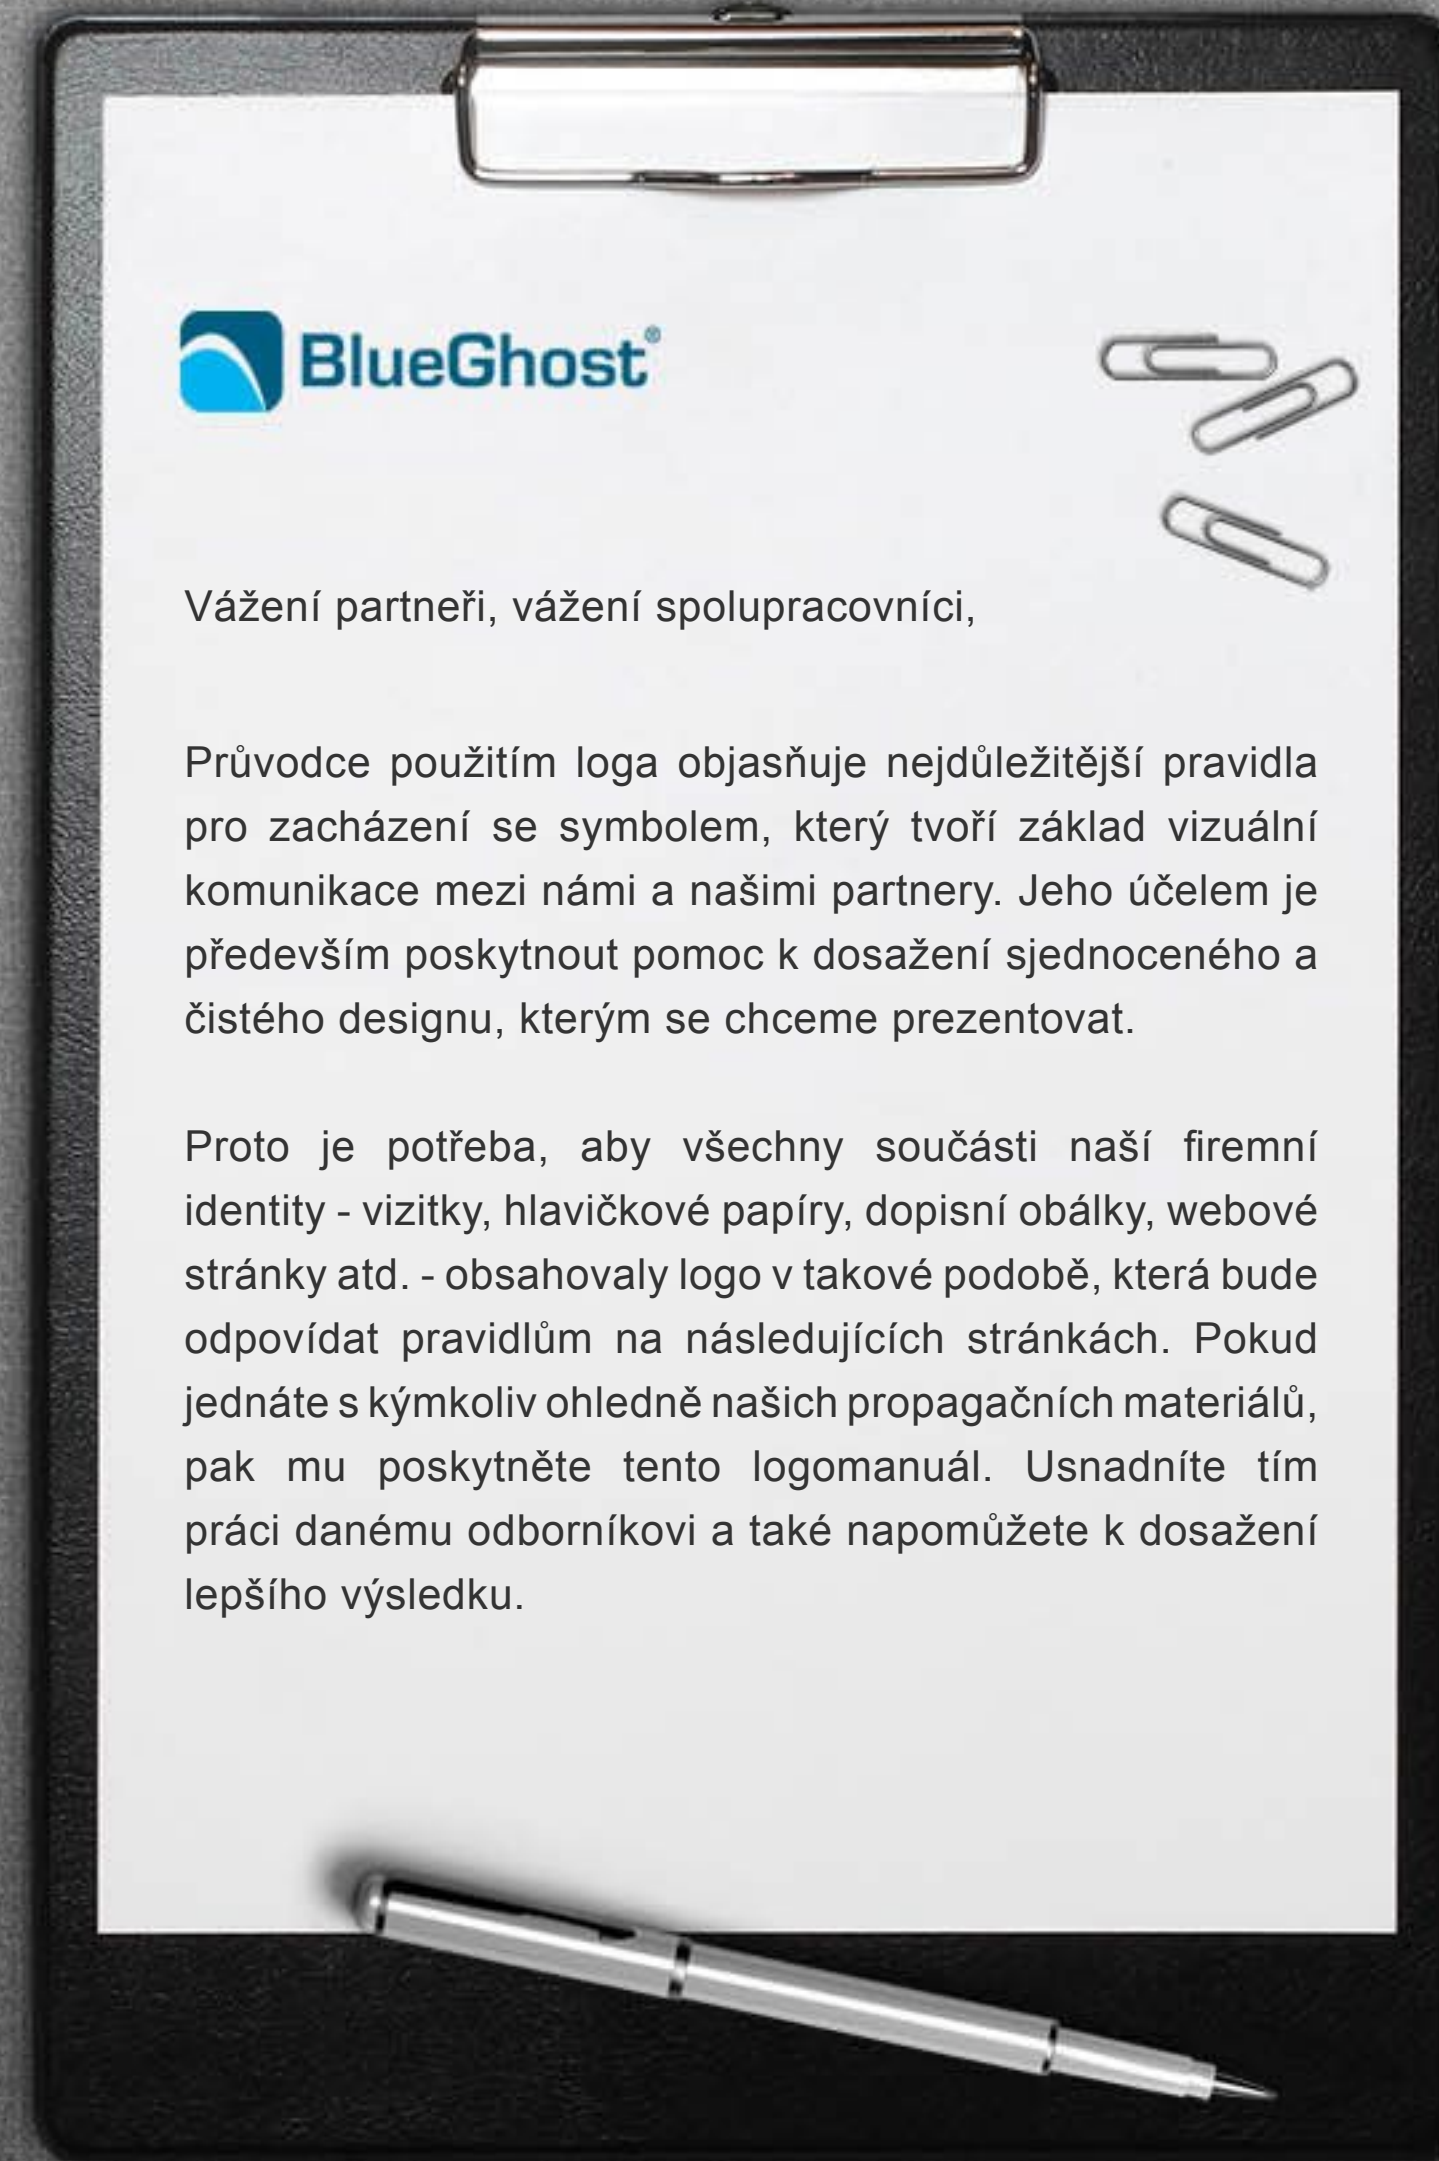 BlueGhost®
Vážení partneři, vážení spolupracovníci,
Průvodce použitím loga objasňuje nejdůležitější pravidla
pro zacházení se symbolem, který tvoří základ vizuální
komunikace mezi námi a našimi partnery. Jeho účelem je
především poskytnout pomoc k dosažení sjednoceného a
čistého designu, kterým se chceme prezentovat.
Proto je potřeba, aby všechny součásti naší firemní
identity - vizitky, hlavičkové papíry, dopisní obálky, webové
stránky atd. - obsahovaly logo v takové podobě, která bude
odpovídat pravidlům na následujících stránkách. Pokud
jednáte s kýmkoliv ohledně našich propagačních materiálů,
pak mu poskytněte tento logomanuál. Usnadníte tím
práci danému odborníkovi a také napomůžete k dosažení
lepšího výsledku.